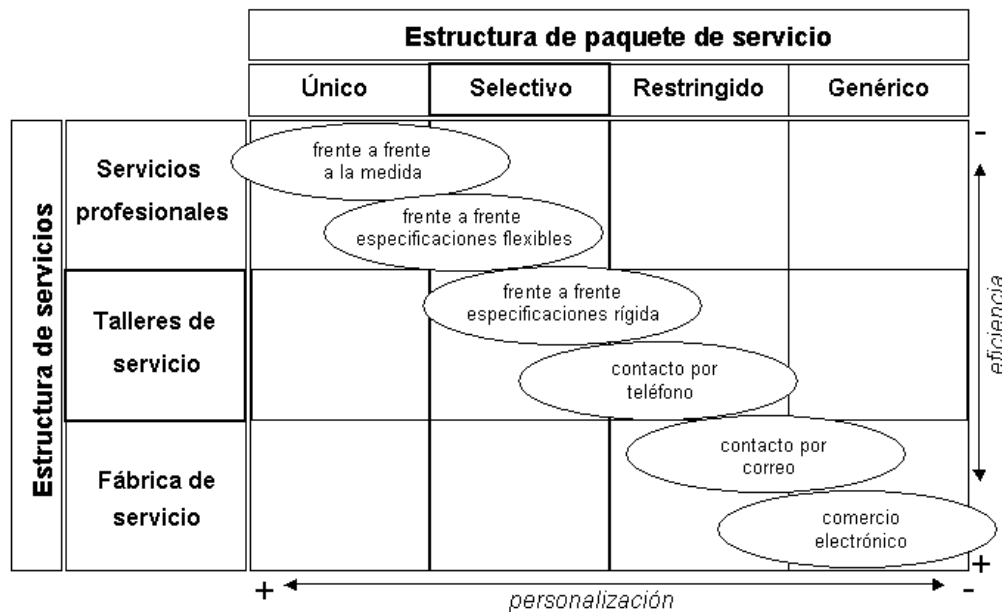 Estructura de paquete de servicio
Único
Selectivo
Restringido
Genérico
Estructura de servicios
Servicios
profesionales
frente a frente
a la medida
-
frente a frente
especificaciones flexibles
Talleres de
servicio
frente a frente
especificaciones rígida
eficiencia
contacto por
teléfono
Fábrica de
servicio
contacto por
correo
comercio
electrónico
+
+
personalización
-